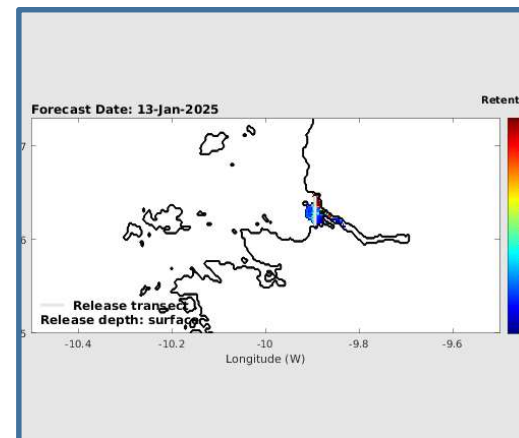 Retent
Forecast Date: 13-Jan-2025
7
6
Release transect
Release depth: surface
5
-10.4 -10.2 -10 -9.8 -9.6 -9
Longitude (W)